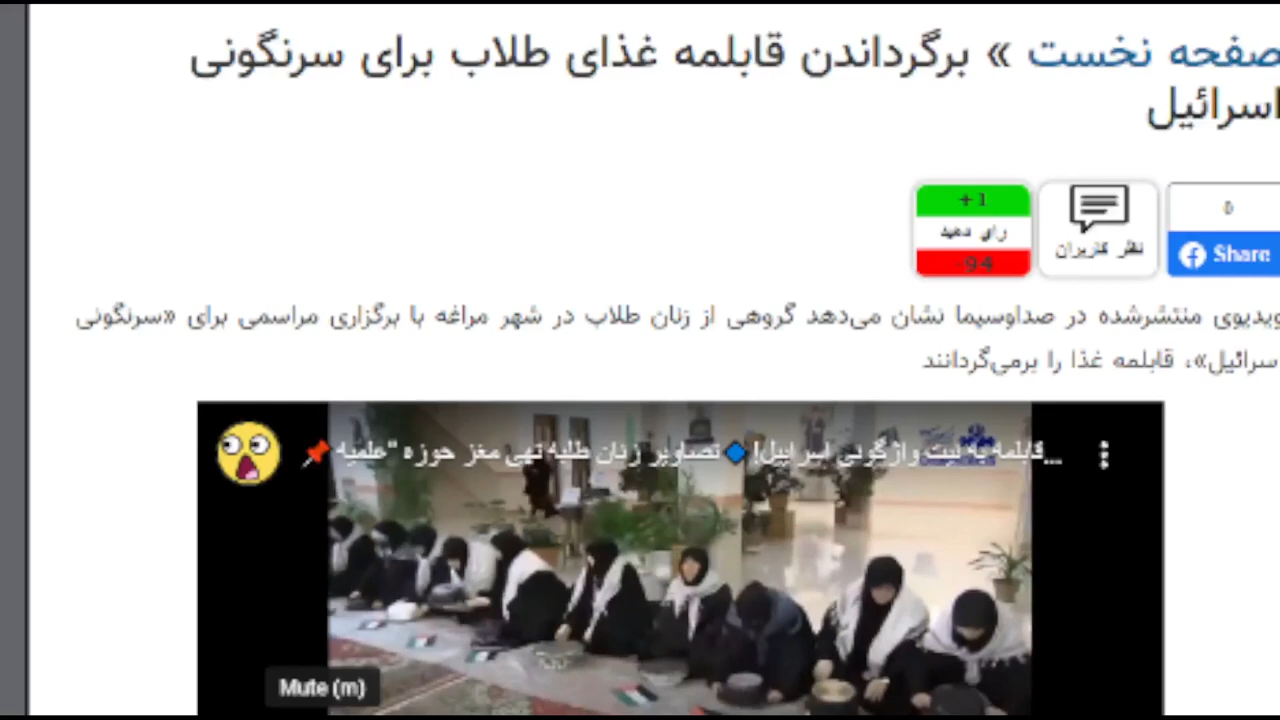 صفحه نخست » برگرداندن قابلمه غذای طلاب برای سرنگونی
اسرائیل
+1
رای دهید
-94
نظر کاربران
0
Share
ویدیوی منتشرشده در صداوسیما نشان می‌دهد گروهی از زنان طلاب در شهر مراغه با برگزاری مراسمی برای «سرنگونی
سرائیل»، قابلمه غذا را برمی‌گردانند
قابلمه به نیت واژگونی اسراییل! تصاویر زنان طلبه تهی مغز حوزه "علمیه...
Mute (m)